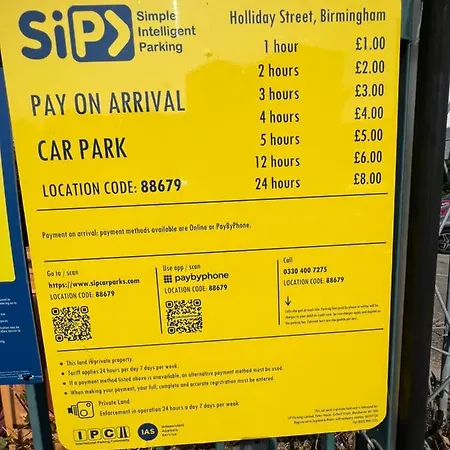 SiP
Simple
Intelligent
Parking
Holliday Street, Birmingham
1 hour £1.00
2 hours £2.00
3 hours £3.00
4 hours £4.00
5 hours £5.00
12 hours £6.00
24 hours £8.00
PAY ON ARRIVAL
CAR PARK
LOCATION CODE: 88679
Payment on arrival: payment methods available are Online or PayByPhone.
Go to / scan
https://www.sipcarparks.com
LOCATION CODE: 88679
Use app / scan
paybyphone
LOCATION CODE: 88679
Call
0330 400 7275
LOCATION CODE: 88679
• This land is private property.
• Tariff applies 24 hours per day 7 days per week.
• If a payment method listed above is unavailable, an alternative payment method must be used.
• When making your payment, your full, complete and accurate registration must be entered.
Private Land
Enforcement in operation 24 hours a day 7 days per week
IPC
International Parking Community
IAS
Independent
Appeals
Service